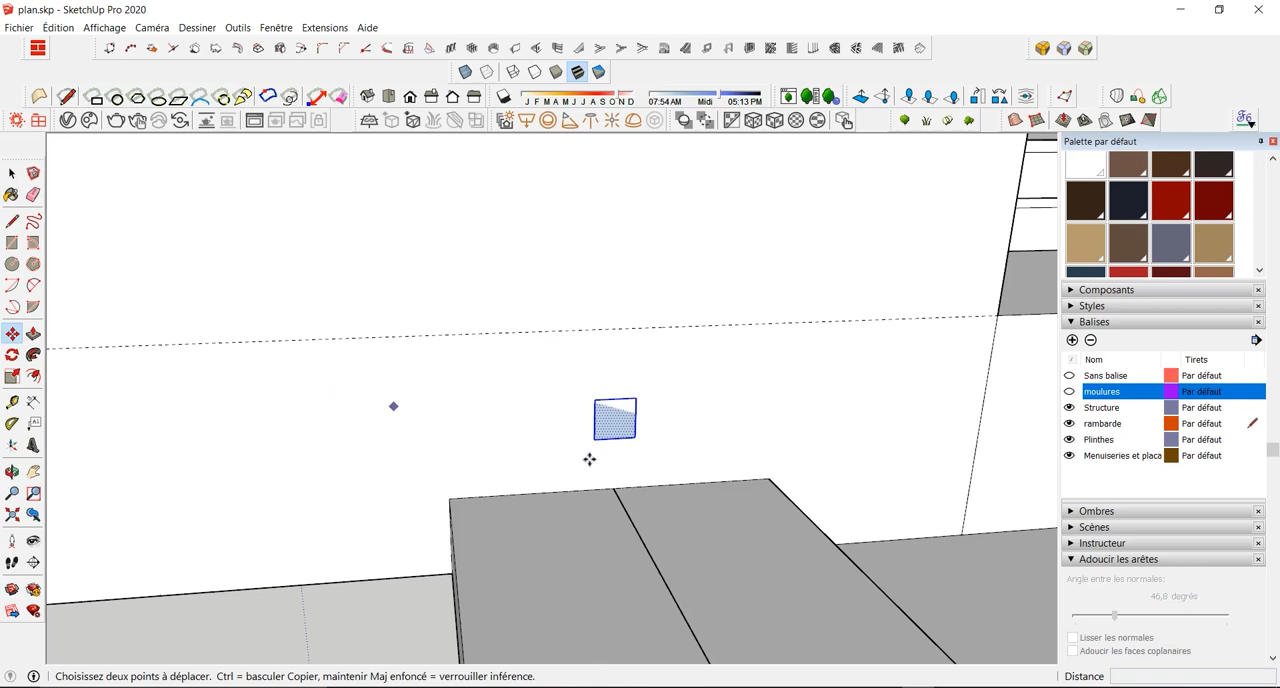 plan.skp - SketchUp Pro 2020
Fichier Édition Affichage Caméra Dessiner Outils Fenêtre Extensions Aide
J F M A M J J A S O N D 07:54 AM Midi 05:13 PM
Palette par défaut
Composants
Styles
Balises
Nom Tirets
Sans balise Par défaut
moulures Par défaut
Structure Par défaut
rambarde Par défaut
Plinthes Par défaut
Menuiseries et placa Par défaut
Ombres
Scènes
Instructeur
Adoucir les arêtes
Angle entre les normales:
46,8 degrés
Lisser les normales
Adoucir les faces coplanaires
Choisissez deux points à déplacer. Ctrl = basculer Copier, maintenir Maj enfoncé = verrouiller inférence.
Distance